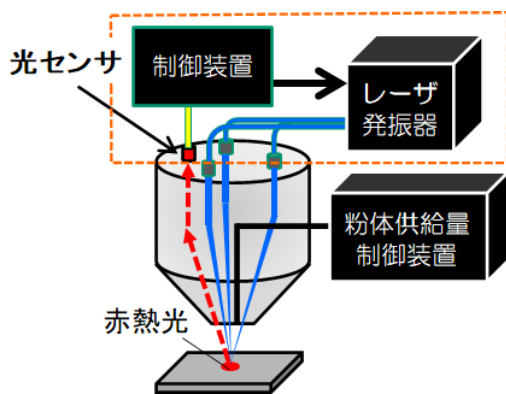 光センサ
制御装置
レーザ
発振器
粉体供給量
制御装置
赤熱光